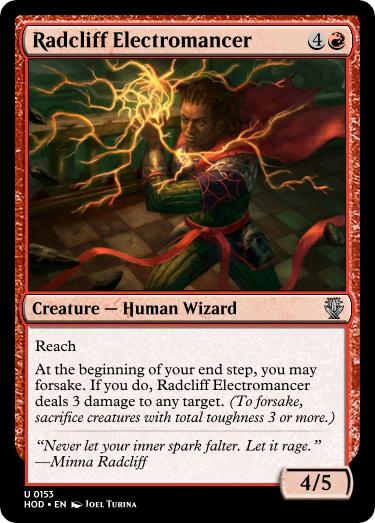 Radcliff Electromancer 4
Creature — Human Wizard
Reach
At the beginning of your end step, you may
forsake. If you do, Radcliff Electromancer
deals 3 damage to any target. (To forsake,
sacrifice creatures with total toughness 3 or more.)
“Never let your inner spark falter. Let it rage.”
—Minna Radcliff
4/5
U 0153
HOD • EN Joel Turina